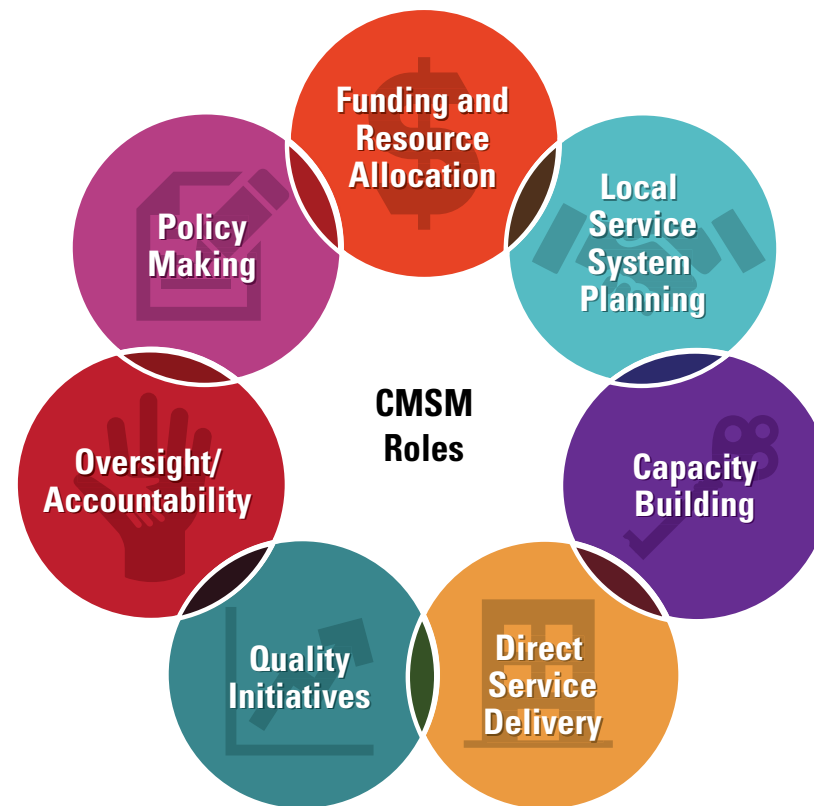 Funding and
Resource
Allocation
Local
Service
System
Planning
Capacity
Building
Direct
Service
Delivery
Quality
Initiatives
Oversight/
Accountability
Policy
Making
CMSM
Roles